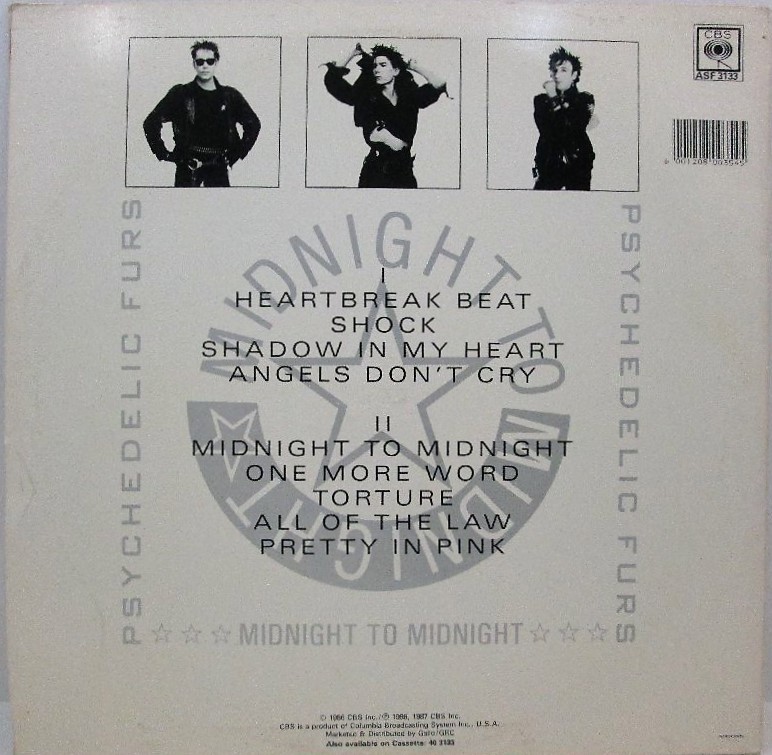 CBS
ASF 3133
PSYCHEDELIC FURS
PSYCHEDELIC FURS
MIDNIGHT TO MIDNIGHT
I
HEARTBREAK BEAT
SHOCK
SHADOW IN MY HEART
ANGELS DON'T CRY
II
MIDNIGHT TO MIDNIGHT
ONE MORE WORD
TORTURE
ALL OF THE LAW
PRETTY IN PINK
☆ ☆ ☆ MIDNIGHT TO MIDNIGHT ☆ ☆ ☆
© 1986 CBS Inc./℗ 1986, 1987 CBS Inc.
CBS is a product of Columbia Broadcasting System Inc., U.S.A.
Marketed & Distributed by Gallo/GRC
Also available on Cassette: 40 3133